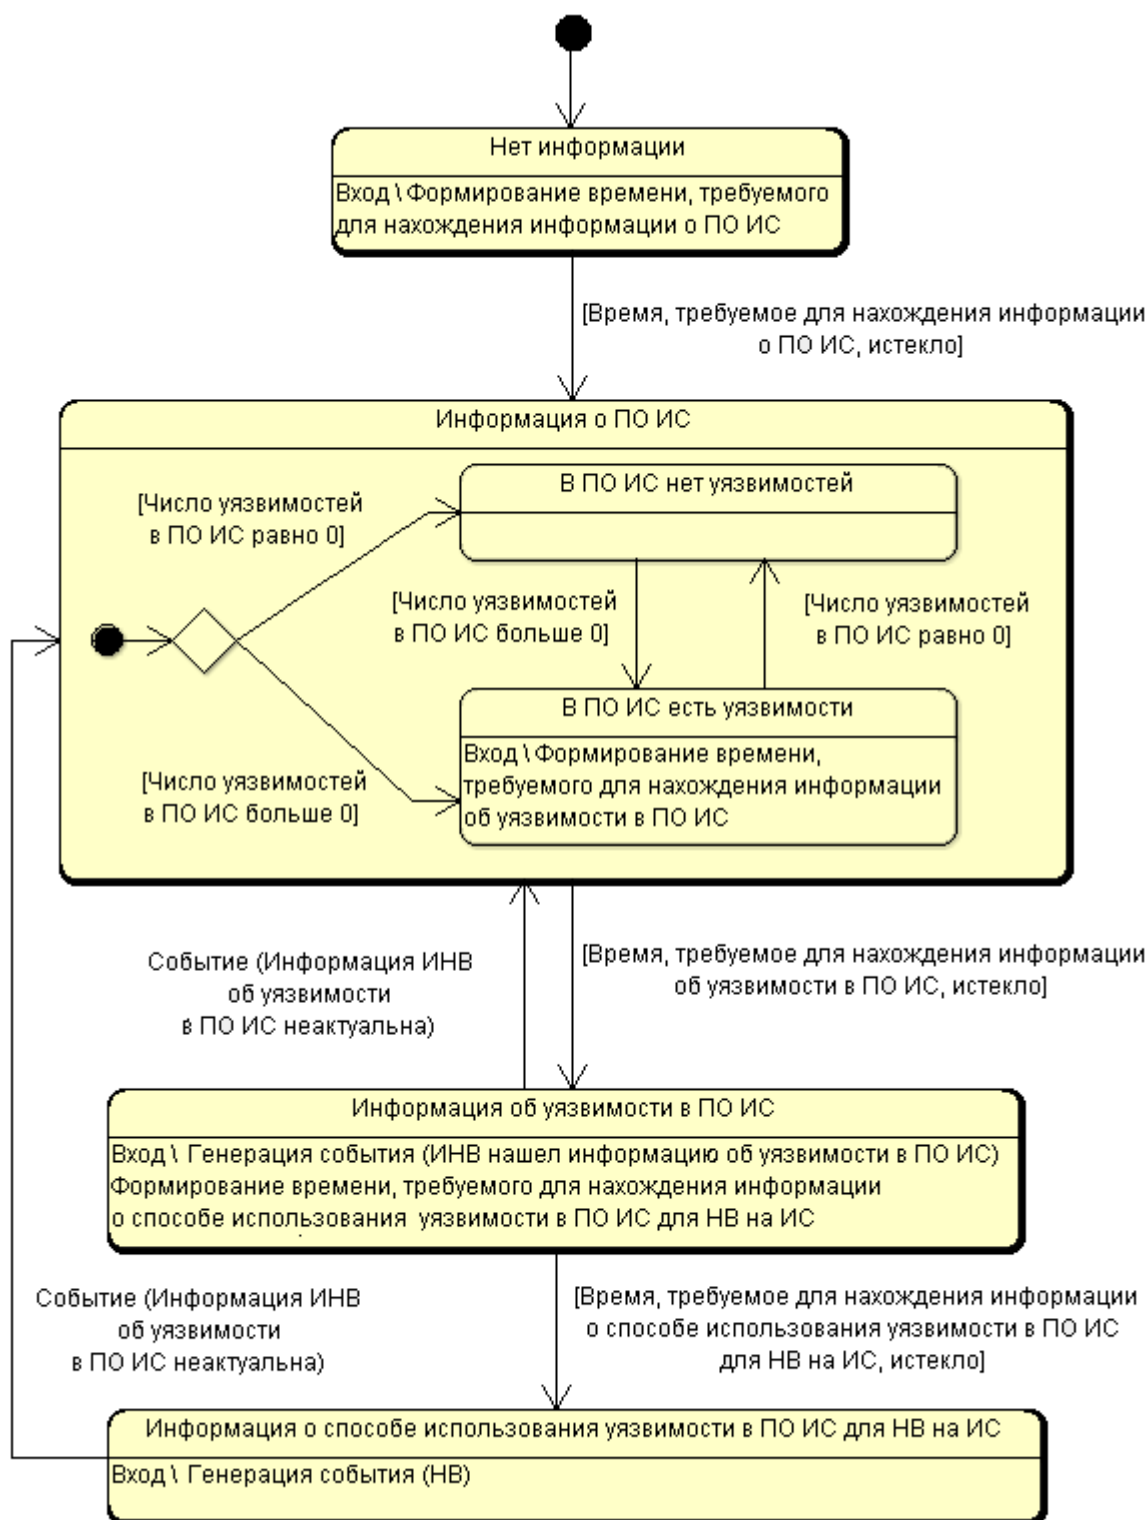 Нет информации
Вход \ Формирование времени, требуемого
для нахождения информации о ПО ИС
[Время, требуемое для нахождения информации
о ПО ИС, истекло]
Информация о ПО ИС
[Число уязвимостей
в ПО ИС равно 0]
В ПО ИС нет уязвимостей
[Число уязвимостей
в ПО ИС больше 0]
[Число уязвимостей
в ПО ИС равно 0]
[Число уязвимостей
в ПО ИС больше 0]
В ПО ИС есть уязвимости
Вход \ Формирование времени,
требуемого для нахождения информации
об уязвимости в ПО ИС
Событие (Информация ИНВ
об уязвимости
в ПО ИС неактуальна)
[Время, требуемое для нахождения информации
об уязвимости в ПО ИС, истекло]
Информация об уязвимости в ПО ИС
Вход \ Генерация события (ИНВ нашел информацию об уязвимости в ПО ИС)
Формирование времени, требуемого для нахождения информации
о способе использования уязвимости в ПО ИС для НВ на ИС
Событие (Информация ИНВ
об уязвимости
в ПО ИС неактуальна)
[Время, требуемое для нахождения информации
о способе использования уязвимости в ПО ИС
для НВ на ИС, истекло]
Информация о способе использования уязвимости в ПО ИС для НВ на ИС
Вход \ Генерация события (НВ)